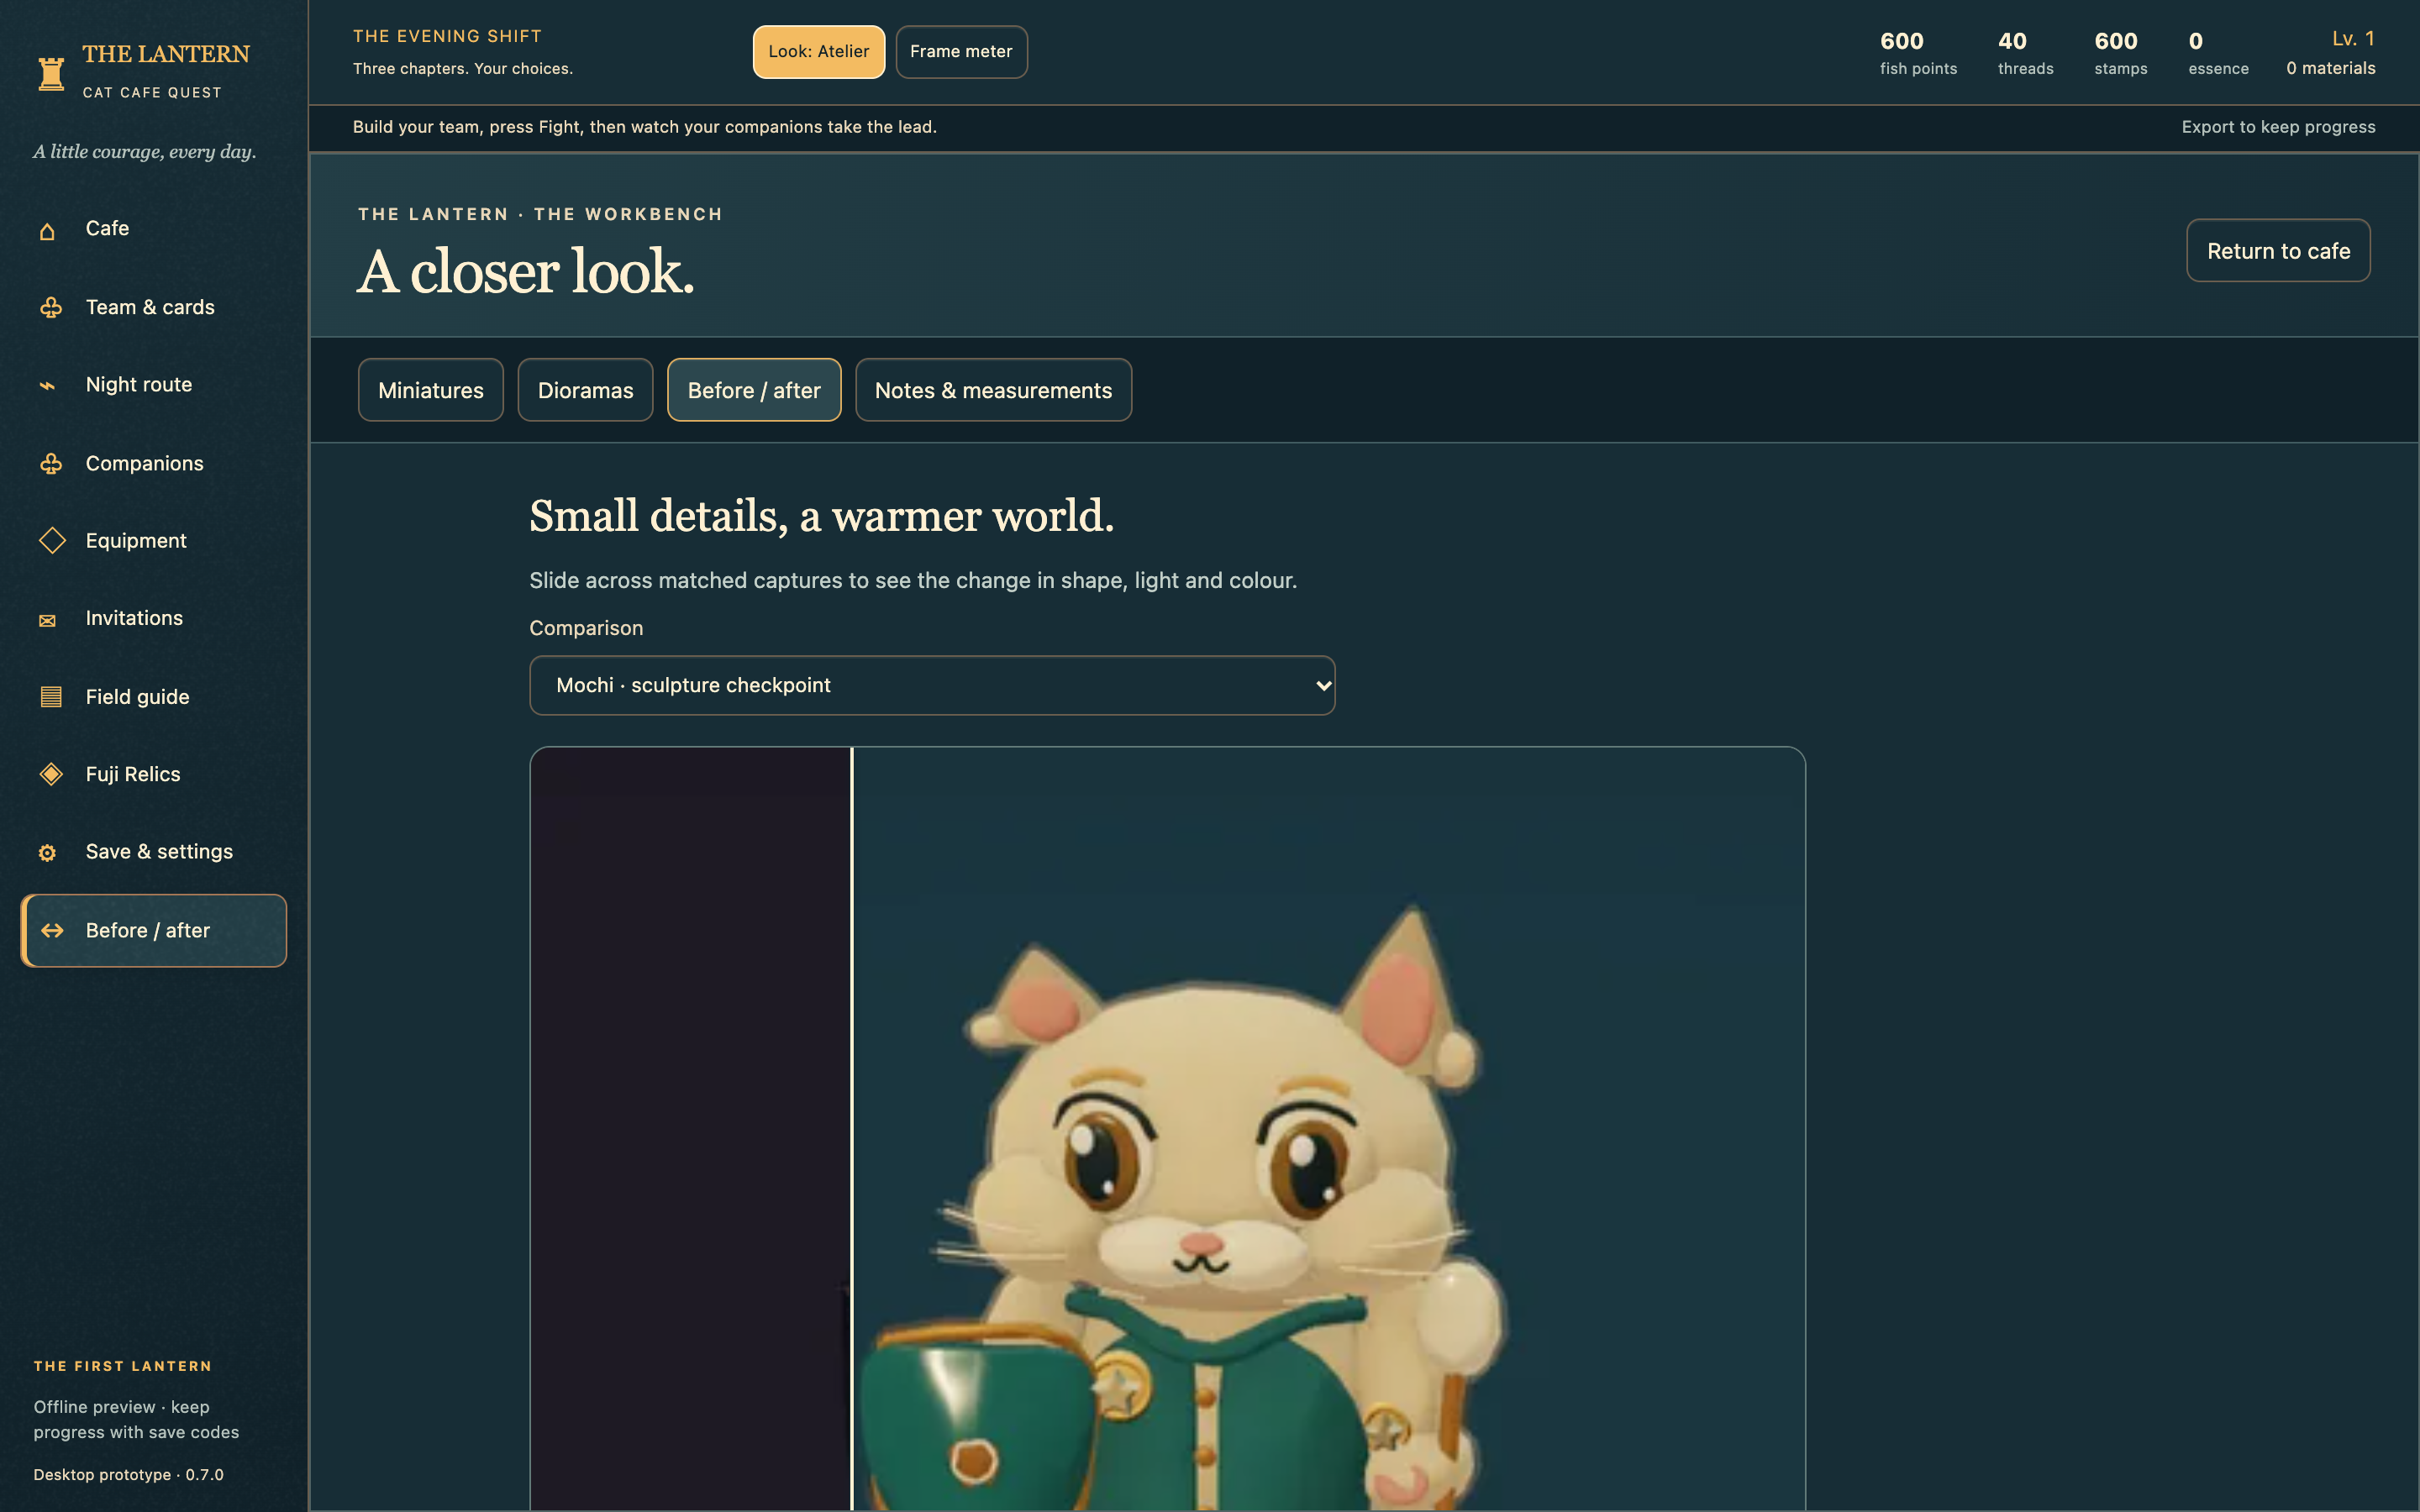 THE LANTERN
CAT CAFE QUEST
A little courage, every day.
Cafe
Team & cards
Night route
Companions
Equipment
Invitations
Field guide
Fuji Relics
Save & settings
Before / after
THE FIRST LANTERN
Offline preview · keep
progress with save codes
Desktop prototype · 0.7.0
THE EVENING SHIFT
Three chapters. Your choices.
Look: Atelier
Frame meter
600
fish points
40
threads
600
stamps
0
essence
Lv. 1
0 materials
Build your team, press Fight, then watch your companions take the lead.
Export to keep progress
THE LANTERN · THE WORKBENCH
A closer look.
Return to cafe
Miniatures
Dioramas
Before / after
Notes & measurements
Small details, a warmer world.
Slide across matched captures to see the change in shape, light and colour.
Comparison
Mochi · sculpture checkpoint